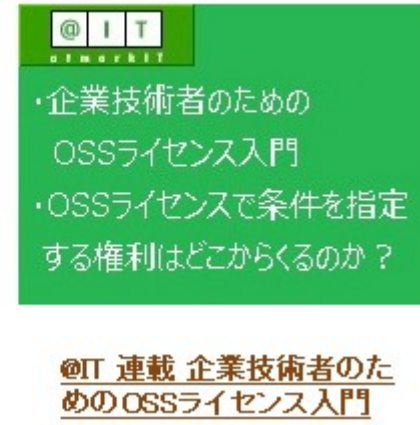 @IT
atmarkIT
・企業技術者のための
OSSライセンス入門
・OSSライセンスで条件を指定
する権利はどこからくるのか？
@IT 連載 企業技術者のた
めのOSSライセンス入門